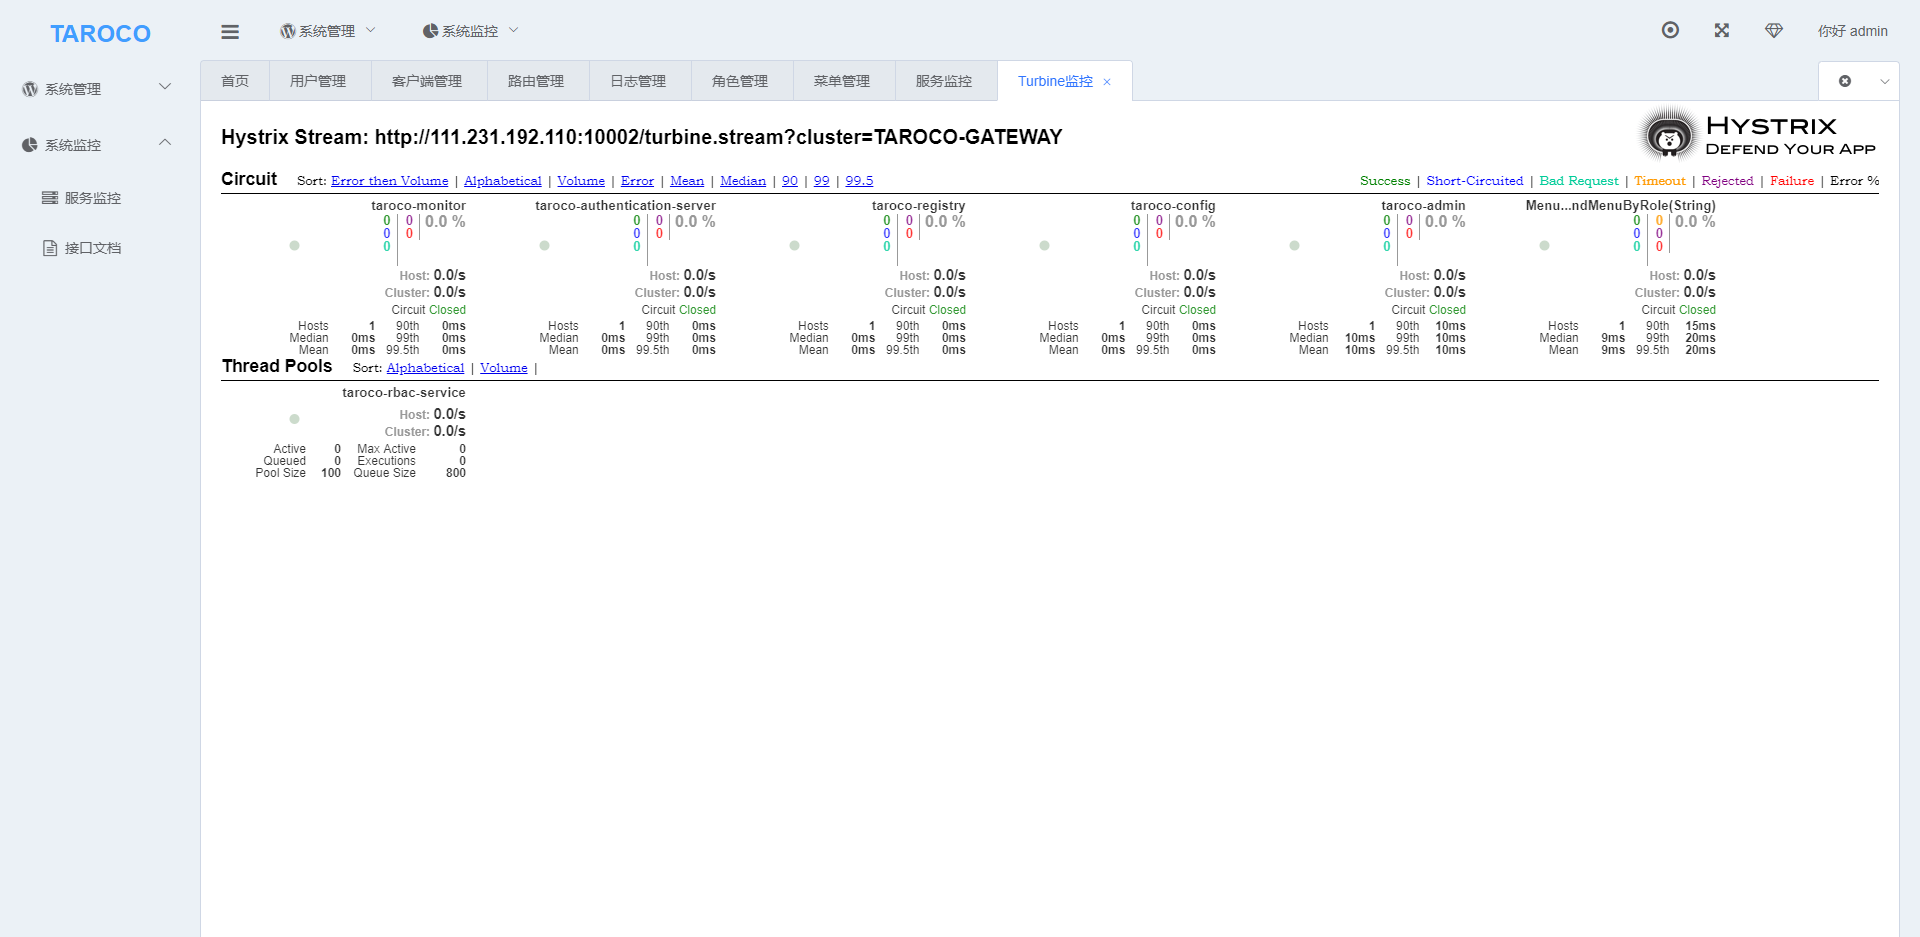 TAROCO
系统管理
系统监控
你好 admin
系统管理
系统监控
服务监控
接口文档
首页
用户管理
客户端管理
路由管理
日志管理
角色管理
菜单管理
服务监控
Turbine监控 ×
Hystrix Stream: http://111.231.192.110:10002/turbine.stream?cluster=TAROCO-GATEWAY
HYSTRIX
DEFEND YOUR APP
Circuit Sort: Error then Volume | Alphabetical | Volume | Error | Mean | Median | 90 | 99 | 99.5
Success | Short-Circuited | Bad Request | Timeout | Rejected | Failure | Error %
taroco-monitor
0 0 0.0 %
0 0
0
Host: 0.0/s
Cluster: 0.0/s
Circuit Closed
Hosts 1 90th 0ms
Median 0ms 99th 0ms
Mean 0ms 99.5th 0ms
taroco-authentication-server
0 0 0.0 %
0 0
0
Host: 0.0/s
Cluster: 0.0/s
Circuit Closed
Hosts 1 90th 0ms
Median 0ms 99th 0ms
Mean 0ms 99.5th 0ms
taroco-registry
0 0 0.0 %
0 0
0
Host: 0.0/s
Cluster: 0.0/s
Circuit Closed
Hosts 1 90th 0ms
Median 0ms 99th 0ms
Mean 0ms 99.5th 0ms
taroco-config
0 0 0.0 %
0 0
0
Host: 0.0/s
Cluster: 0.0/s
Circuit Closed
Hosts 1 90th 0ms
Median 0ms 99th 0ms
Mean 0ms 99.5th 0ms
taroco-admin
0 0 0.0 %
0 0
0
Host: 0.0/s
Cluster: 0.0/s
Circuit Closed
Hosts 1 90th 10ms
Median 10ms 99th 10ms
Mean 10ms 99.5th 10ms
Menu...ndMenuByRole(String)
0 0 0.0 %
0 0
0 0
Host: 0.0/s
Cluster: 0.0/s
Circuit Closed
Hosts 1 90th 15ms
Median 9ms 99th 20ms
Mean 9ms 99.5th 20ms
Thread Pools Sort: Alphabetical | Volume |
taroco-rbac-service
Host: 0.0/s
Cluster: 0.0/s
Active 0 Max Active 0
Queued 0 Executions 0
Pool Size 100 Queue Size 800